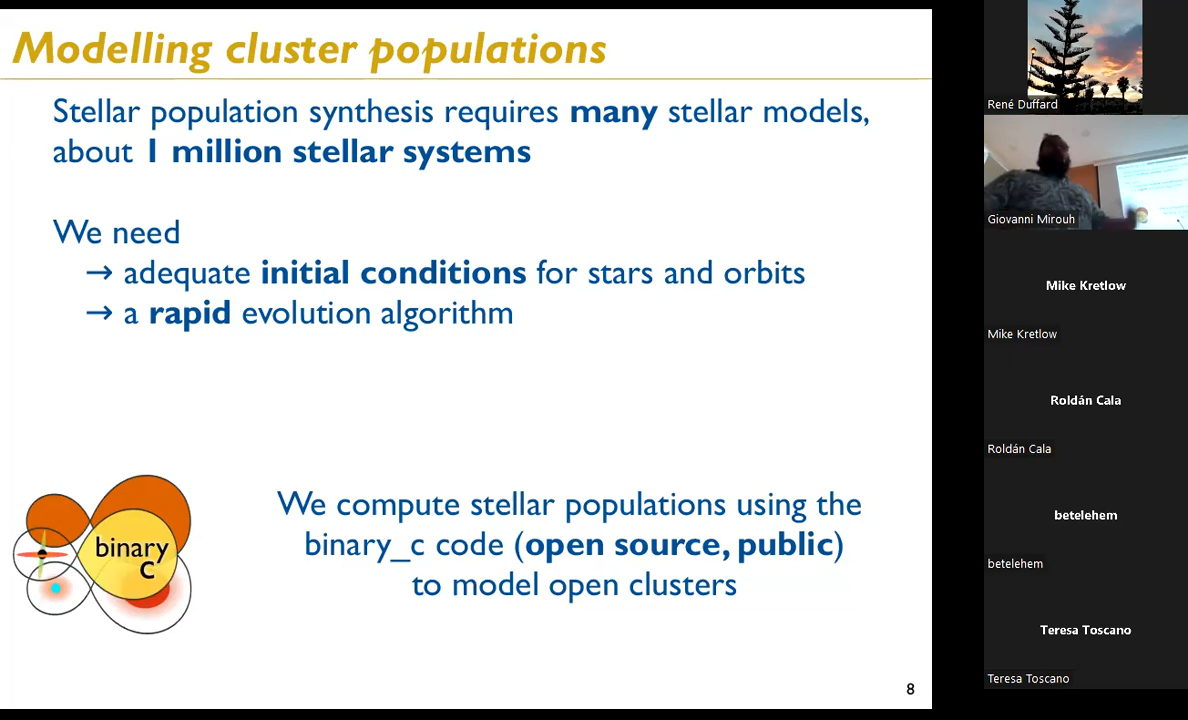 Modelling cluster populations
Stellar population synthesis requires many stellar models,
about 1 million stellar systems
We need
→ adequate initial conditions for stars and orbits
→ a rapid evolution algorithm
binary
C
We compute stellar populations using the
binary_c code (open source, public)
to model open clusters
8
René Duffard
Giovanni Mirouh
Mike Kretlow
Mike Kretlow
Roldán Cala
Roldán Cala
betelehem
betelehem
Teresa Toscano
Teresa Toscano